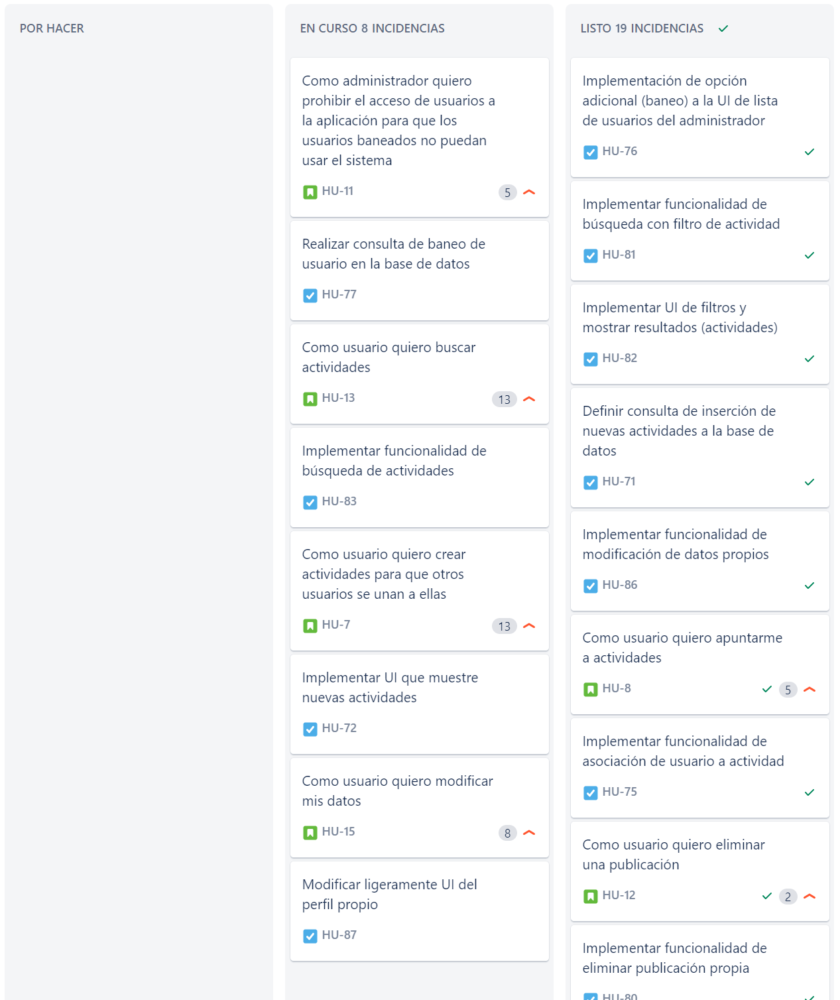 POR HACER
EN CURSO 8 INCIDENCIAS
Como administrador quiero
prohibir el acceso de usuarios a
la aplicación para que los
usuarios baneados no puedan
usar el sistema
HU-11
5
Realizar consulta de baneo de
usuario en la base de datos
HU-77
Como usuario quiero buscar
actividades
HU-13
13
Implementar funcionalidad de
búsqueda de actividades
HU-83
Como usuario quiero crear
actividades para que otros
usuarios se unan a ellas
HU-7
13
Implementar UI que muestre
nuevas actividades
HU-72
Como usuario quiero modificar
mis datos
HU-15
8
Modificar ligeramente UI del
perfil propio
HU-87
LISTO 19 INCIDENCIAS
Implementación de opción
adicional (baneo) a la UI de lista
de usuarios del administrador
HU-76
Implementar funcionalidad de
búsqueda con filtro de actividad
HU-81
Implementar UI de filtros y
mostrar resultados (actividades)
HU-82
Definir consulta de inserción de
nuevas actividades a la base de
datos
HU-71
Implementar funcionalidad de
modificación de datos propios
HU-86
Como usuario quiero apuntarme
a actividades
HU-8
5
Implementar funcionalidad de
asociación de usuario a actividad
HU-75
Como usuario quiero eliminar
una publicación
HU-12
2
Implementar funcionalidad de
eliminar publicación propia
HU-80